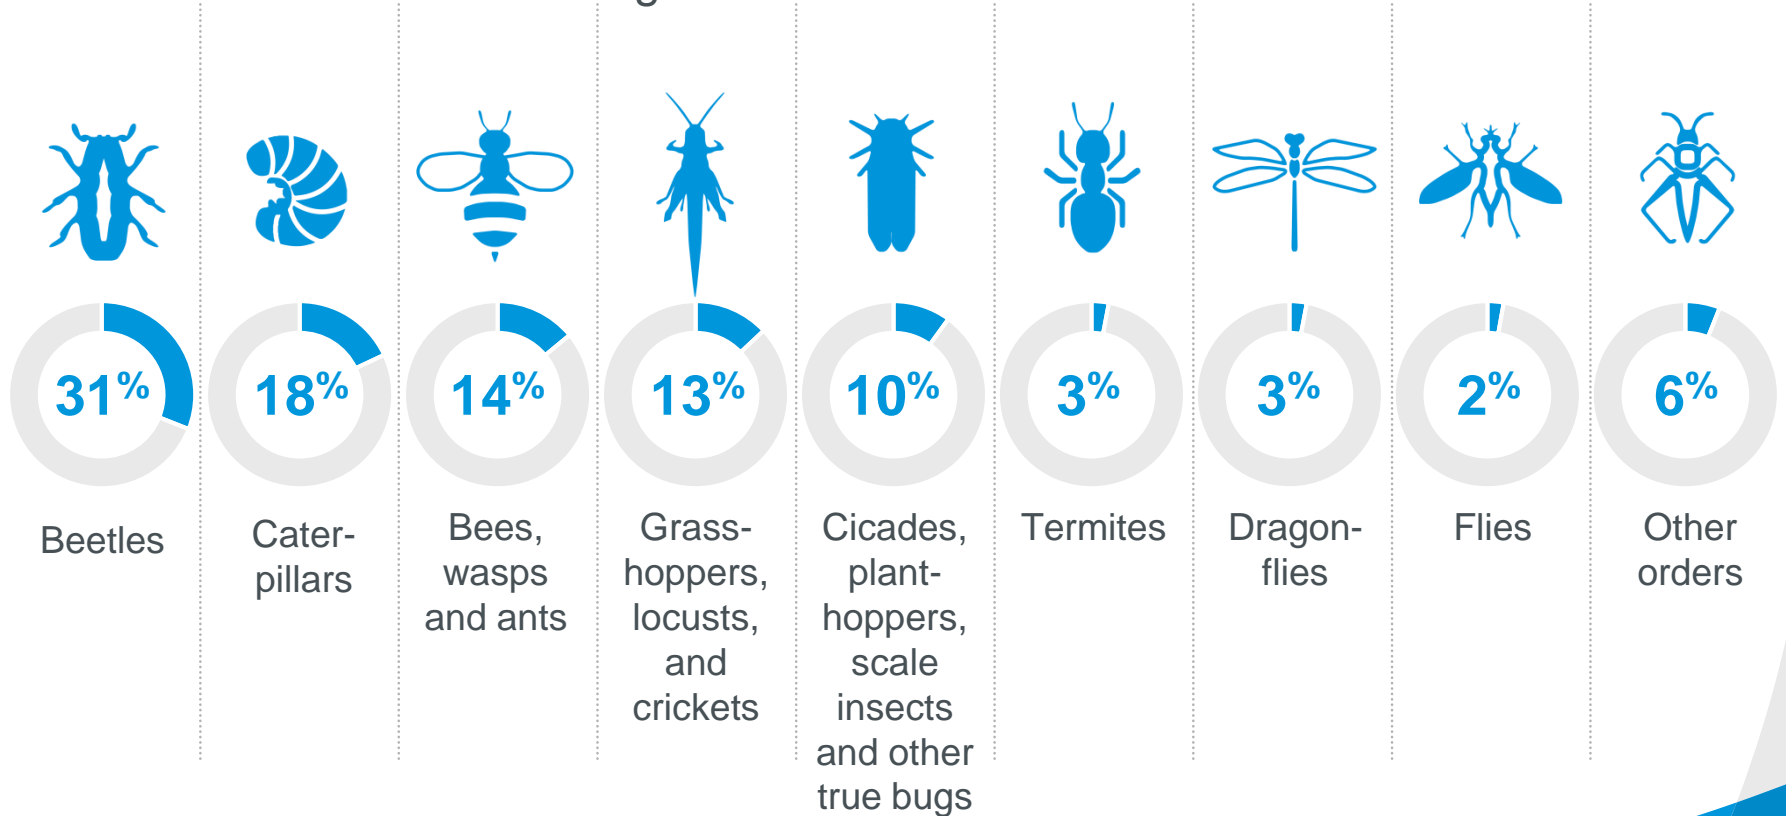 31%
18%
14%
13%
10%
3%
3%
2%
6%
Beetles
Cater-
pillars
Bees,
wasps
and ants
Grass-
hoppers,
locusts,
and
crickets
Cicades,
plant-
hoppers,
scale
insects
and other
true bugs
Termites
Dragon-
flies
Flies
Other
orders